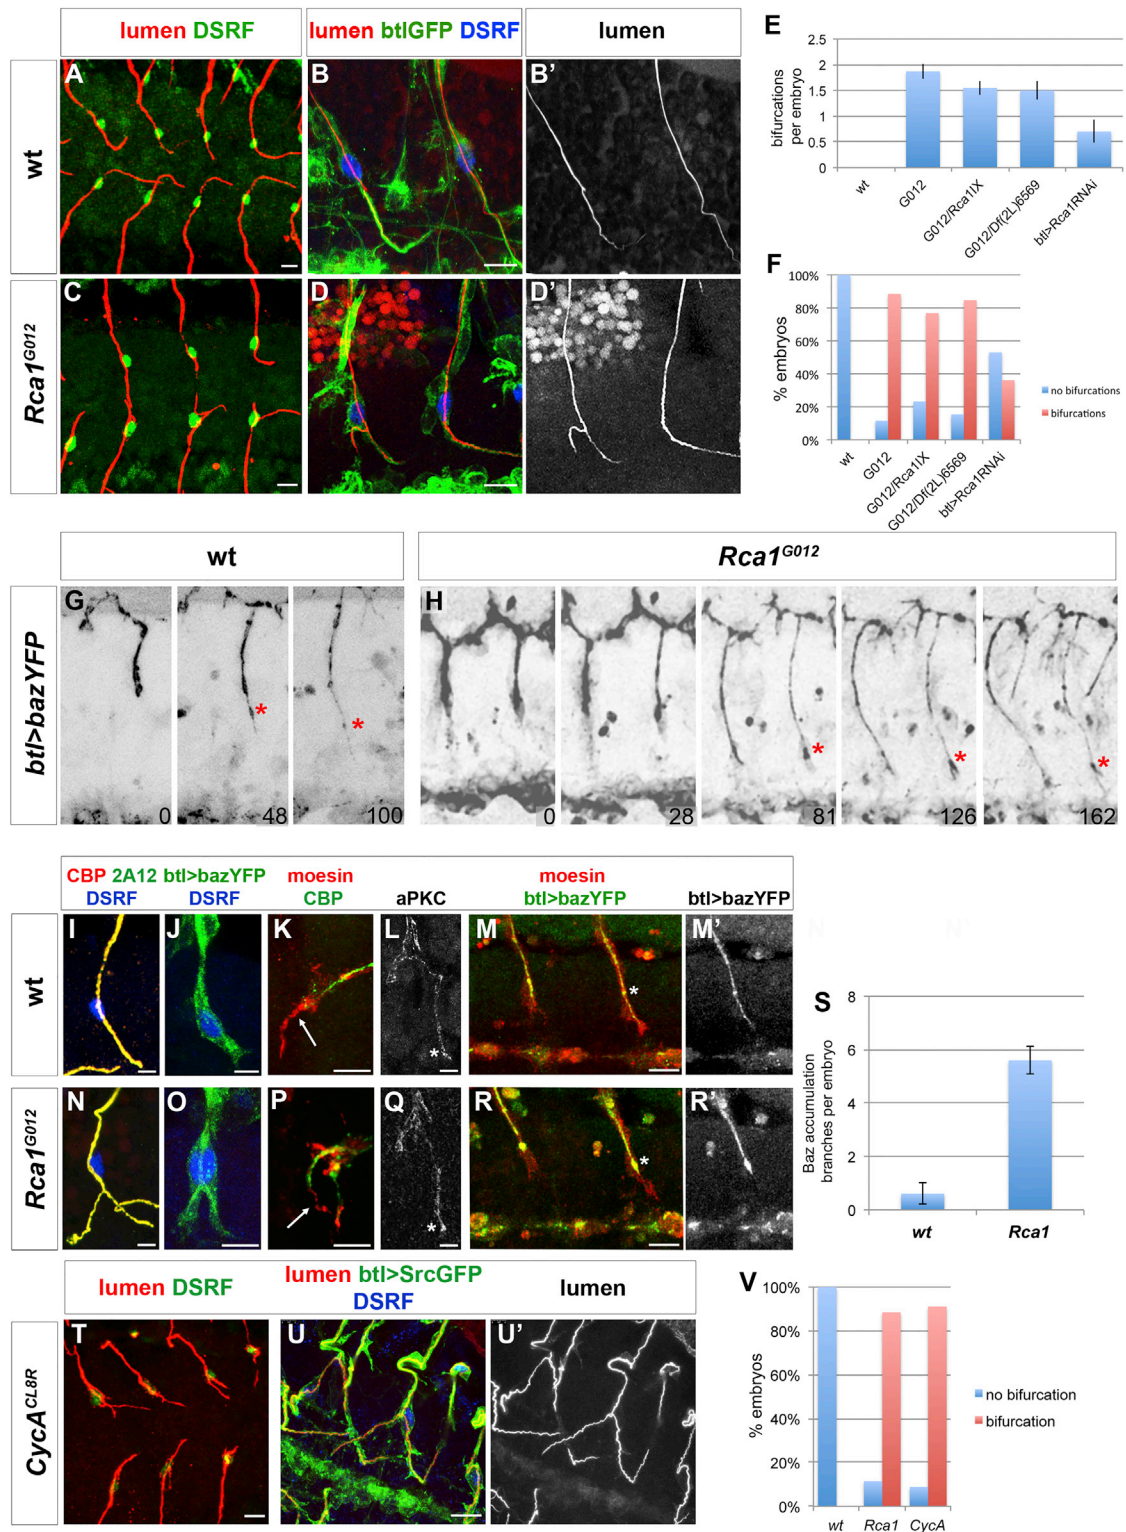 lumen DSRF
lumen btlGFP DSRF
lumen
wt
A
B
B'
Rca1G012
C
D
D'
E
2.5
2
1.5
1
0.5
0
bifurcations
per embryo
wt
G012
G012/Rca1IX
G012/Df(2L)6569
btl>Rca1RNAi
F
100%
80%
60%
40%
20%
0%
% embryos
wt
G012
G012/Rca1IX
G012/Df(2L)6569
btl>Rca1RNAi
no bifurcations
bifurcations
wt
Rca1G012
btl>bazYFP
G
0
* 48
* 100
H
0
28
* 81
* 126
* 162
CBP 2A12 btl>bazYFP
DSRF DSRF
moesin
CBP
aPKC
moesin
btl>bazYFP
btl>bazYFP
wt
I
J
K
L
*
M
*
M'
Rca1G012
N
O
P
Q
*
R
*
R'
S
8
6
4
2
0
Baz accumulation
branches per embryo
wt
Rca1
lumen DSRF
lumen btl>SrcGFP
DSRF
lumen
CycACL8R
T
U
U'
V
100%
80%
60%
40%
20%
0%
% embryos
wt
Rca1
CycA
no bifurcation
bifurcation